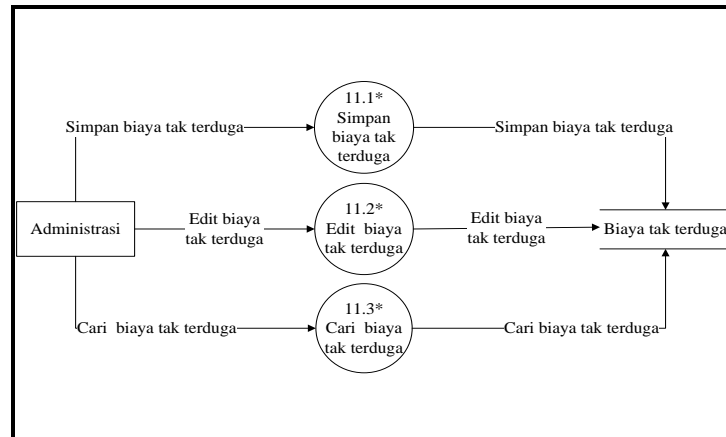 11.1*
Simpan
biaya tak
terduga
Simpan biaya tak terduga
Simpan biaya tak terduga
Administrasi
Edit biaya
tak terduga
11.2*
Edit  biaya
tak terduga
Edit biaya
tak terduga
Biaya tak terduga
Cari  biaya tak terduga
11.3*
Cari  biaya
tak terduga
Cari biaya tak terduga